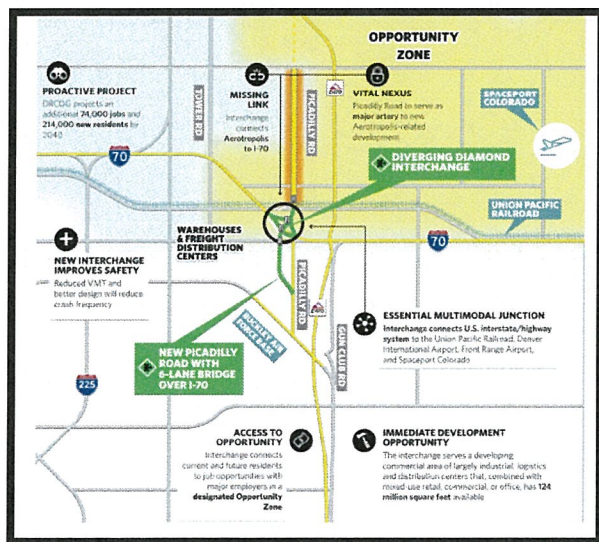 OPPORTUNITY
ZONE
PROACTIVE PROJECT
DRCOG projects an
additional 74,000 jobs and
214,000 new residents by
2040
TOWER RD
MISSING
LINK
Interchange
connects
Aerotropolis
to I-70
PICADILLY RD
VITAL NEXUS
Picadilly Road to serve as
major artery to new
Aerotropolis-related
development
SPACEPORT
COLORADO
70
DIVERGING DIAMOND
INTERCHANGE
UNION PACIFIC
RAILROAD
WAREHOUSES
& FREIGHT
DISTRIBUTION
CENTERS
70
NEW INTERCHANGE
IMPROVES SAFETY
Reduced VMT and
better design will reduce
crash frequency
PICADILLY RD
BUCKLEY AIR
FORCE BASE
GUN CLUB RD
ESSENTIAL MULTIMODAL JUNCTION
Interchange connects U.S. interstate/highway
system to the Union Pacific Railroad, Denver
International Airport, Front Range Airport,
and Spaceport Colorado
NEW PICADILLY
ROAD WITH
6-LANE BRIDGE
OVER I-70
225
ACCESS TO
OPPORTUNITY
Interchange connects
current and future residents
to job opportunities with
major employers in a
designated Opportunity
Zone
IMMEDIATE DEVELOPMENT
OPPORTUNITY
The interchange serves a developing
commercial area of largely industrial, logistics
and distribution centers that, combined with
mixed-use retail, commercial, or office, has 124
million square feet available